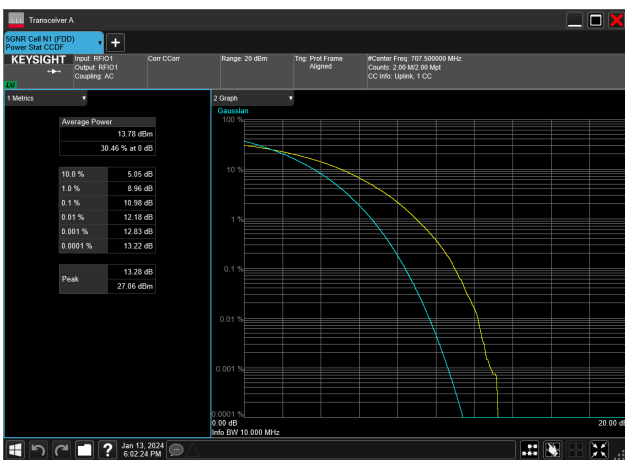 Transceiver A
5GNR Cell N1 (FDD)
Power Stat CCDF
KEYSIGHT
Input: RFIO1
Output: RFIO1
Coupling: AC
Corr CCorr
Range: 20 dBm
Trig: Prot Frame
Aligned
#Center Freq: 707.500000 MHz
Counts: 2.00 M/2.00 Mpt
CC Info: Uplink, 1 CC
LXI
1 Metrics
Average Power
13.78 dBm
30.46 % at 0 dB
10.0 % 5.05 dB
1.0 % 8.96 dB
0.1 % 10.98 dB
0.01 % 12.18 dB
0.001 % 12.83 dB
0.0001 % 13.22 dB
Peak
13.28 dB
27.06 dBm
2 Graph
Gaussian
100 %
10 %
1 %
0.1 %
0.01 %
0.001 %
0.0001 %
0.00 dB
20.00 dB
Info BW 10.000 MHz
Jan 13, 2024
6:02:24 PM